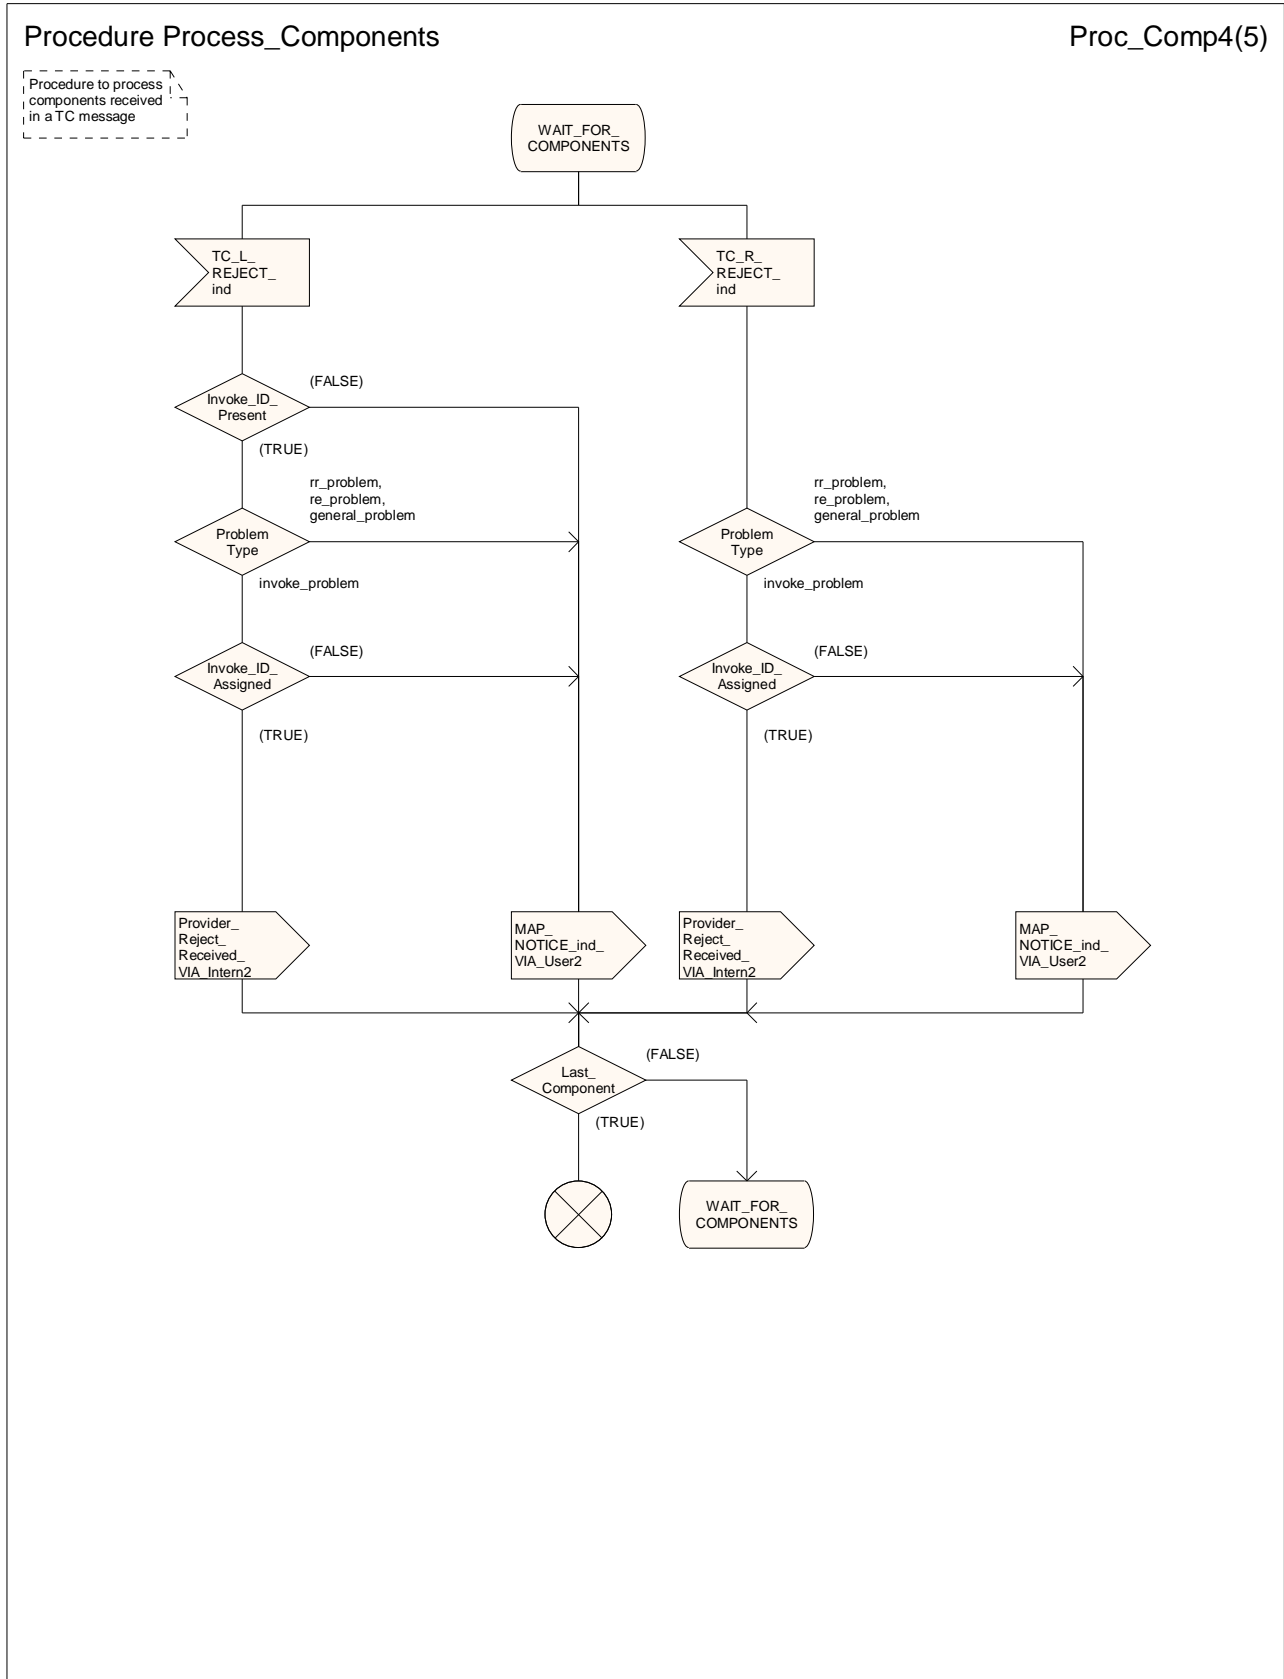 Procedure Process_Components
Proc_Comp4(5)
Procedure to process
components received
in a TC message
WAIT_FOR_
COMPONENTS
TC_L_
REJECT_
ind
TC_R_
REJECT_
ind
Invoke_ID_
Present
(FALSE)
(TRUE)
rr_problem,
re_problem,
general_problem
Problem
Type
invoke_problem
rr_problem,
re_problem,
general_problem
Problem
Type
invoke_problem
Invoke_ID_
Assigned
(FALSE)
(TRUE)
Invoke_ID_
Assigned
(FALSE)
(TRUE)
Provider_
Reject_
Received_
VIA_Intern2
MAP_
NOTICE_ind_
VIA_User2
Provider_
Reject_
Received_
VIA_Intern2
MAP_
NOTICE_ind_
VIA_User2
Last_
Component
(FALSE)
(TRUE)
WAIT_FOR_
COMPONENTS